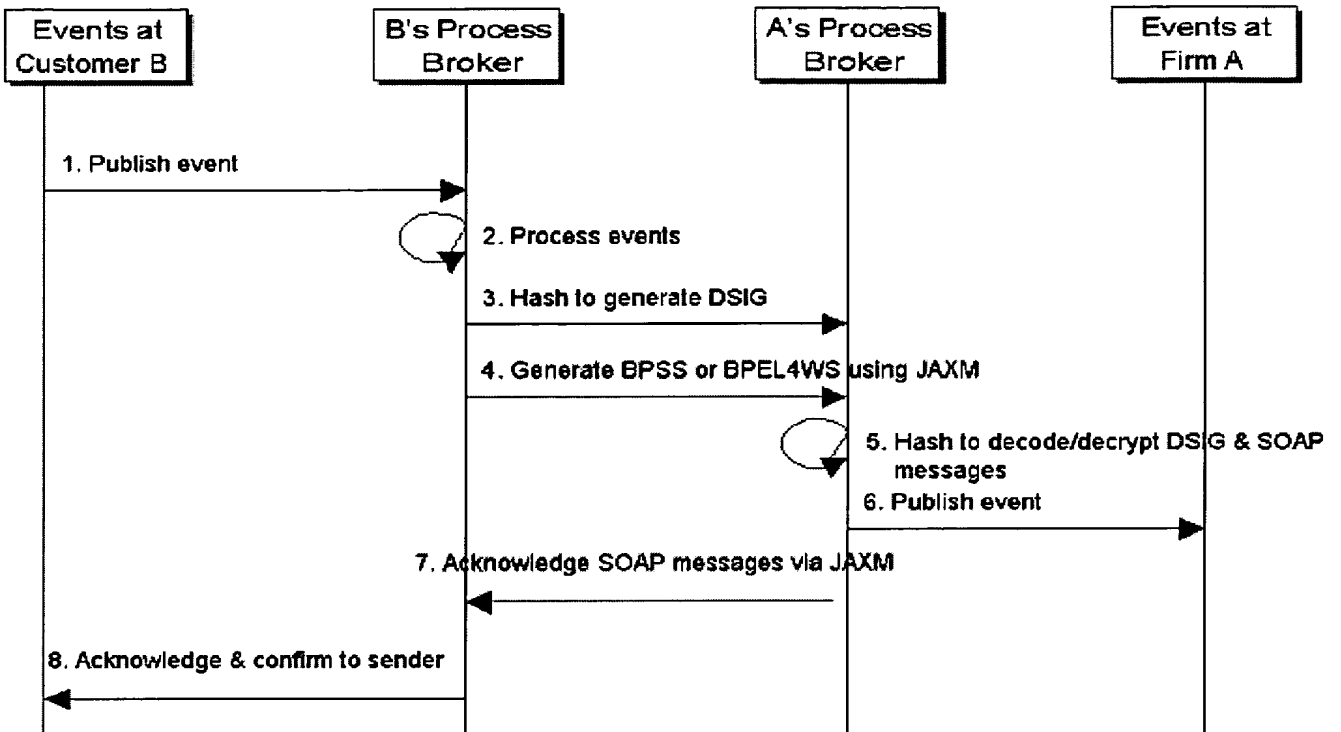 Events at
Customer B
B's Process
Broker
A's Process
Broker
Events at
Firm A
1. Publish event
2. Process events
3. Hash to generate DSIG
4. Generate BPSS or BPEL4WS using JAXM
5. Hash to decode/decrypt DSIG & SOAP
messages
6. Publish event
7. Acknowledge SOAP messages via JAXM
8. Acknowledge & confirm to sender